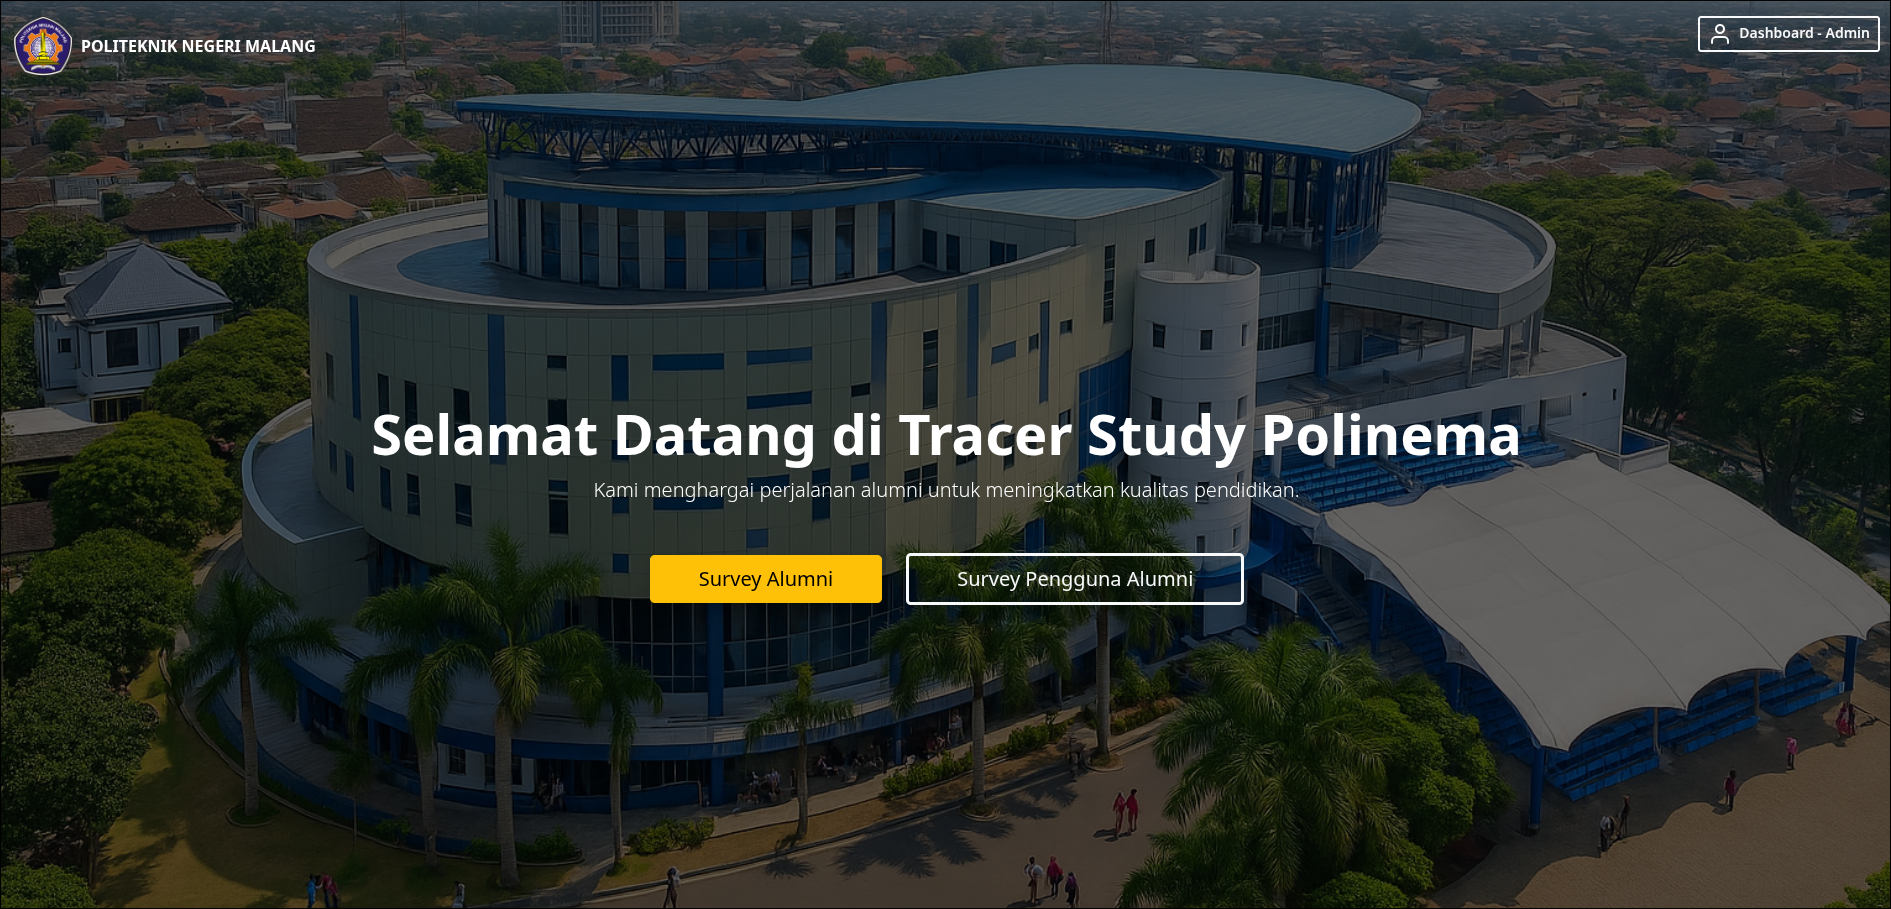 POLITEKNIK NEGERI MALANG
Dashboard - Admin
Selamat Datang di Tracer Study Polinema
Kami menghargai perjalanan alumni untuk meningkatkan kualitas pendidikan.
Survey Alumni
Survey Pengguna Alumni